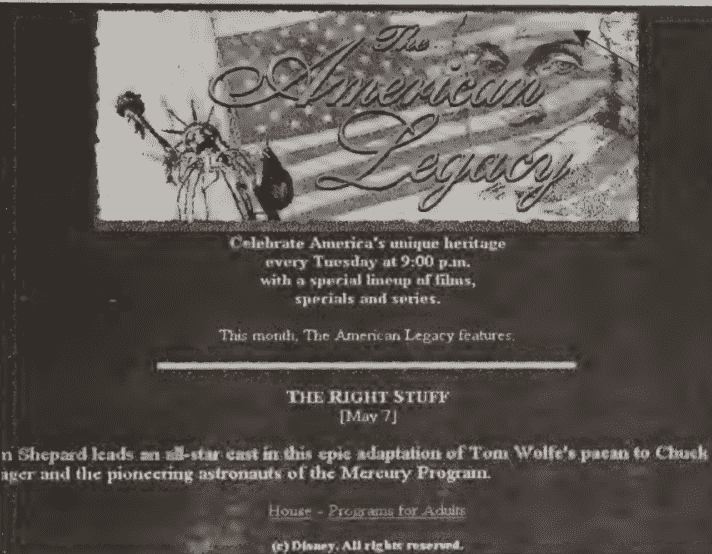 The
American
Legacy
Celebrate America's unique heritage
every Tuesday at 9:00 p.m.
with a special lineup of films,
specials and series.
This month, The American Legacy features:
THE RIGHT STUFF
[May 7]
n Shepard leads an all-star cast in this epic adaptation of Tom Wolfe's paean to Chuck
ager and the pioneering astronauts of the Mercury Program.
House - Programs for Adults
(c) Disney. All rights reserved.